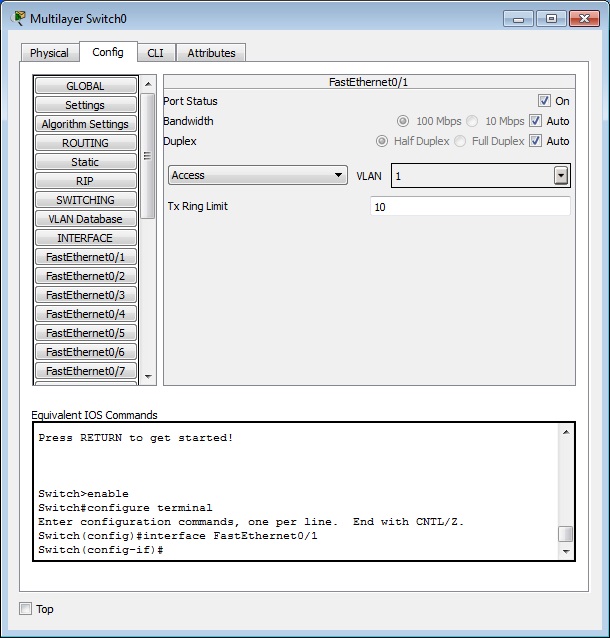 Multilayer Switch0
Physical Config CLI Attributes
GLOBAL
Settings
Algorithm Settings
ROUTING
Static
RIP
SWITCHING
VLAN Database
INTERFACE
FastEthernet0/1
FastEthernet0/2
FastEthernet0/3
FastEthernet0/4
FastEthernet0/5
FastEthernet0/6
FastEthernet0/7
FastEthernet0/1
Port Status On
Bandwidth 100 Mbps 10 Mbps Auto
Duplex Half Duplex Full Duplex Auto
Access VLAN 1
Tx Ring Limit 10
Equivalent IOS Commands
Press RETURN to get started!
Switch>enable
Switch#configure terminal
Enter configuration commands, one per line.  End with CNTL/Z.
Switch(config)#interface FastEthernet0/1
Switch(config-if)#
Top